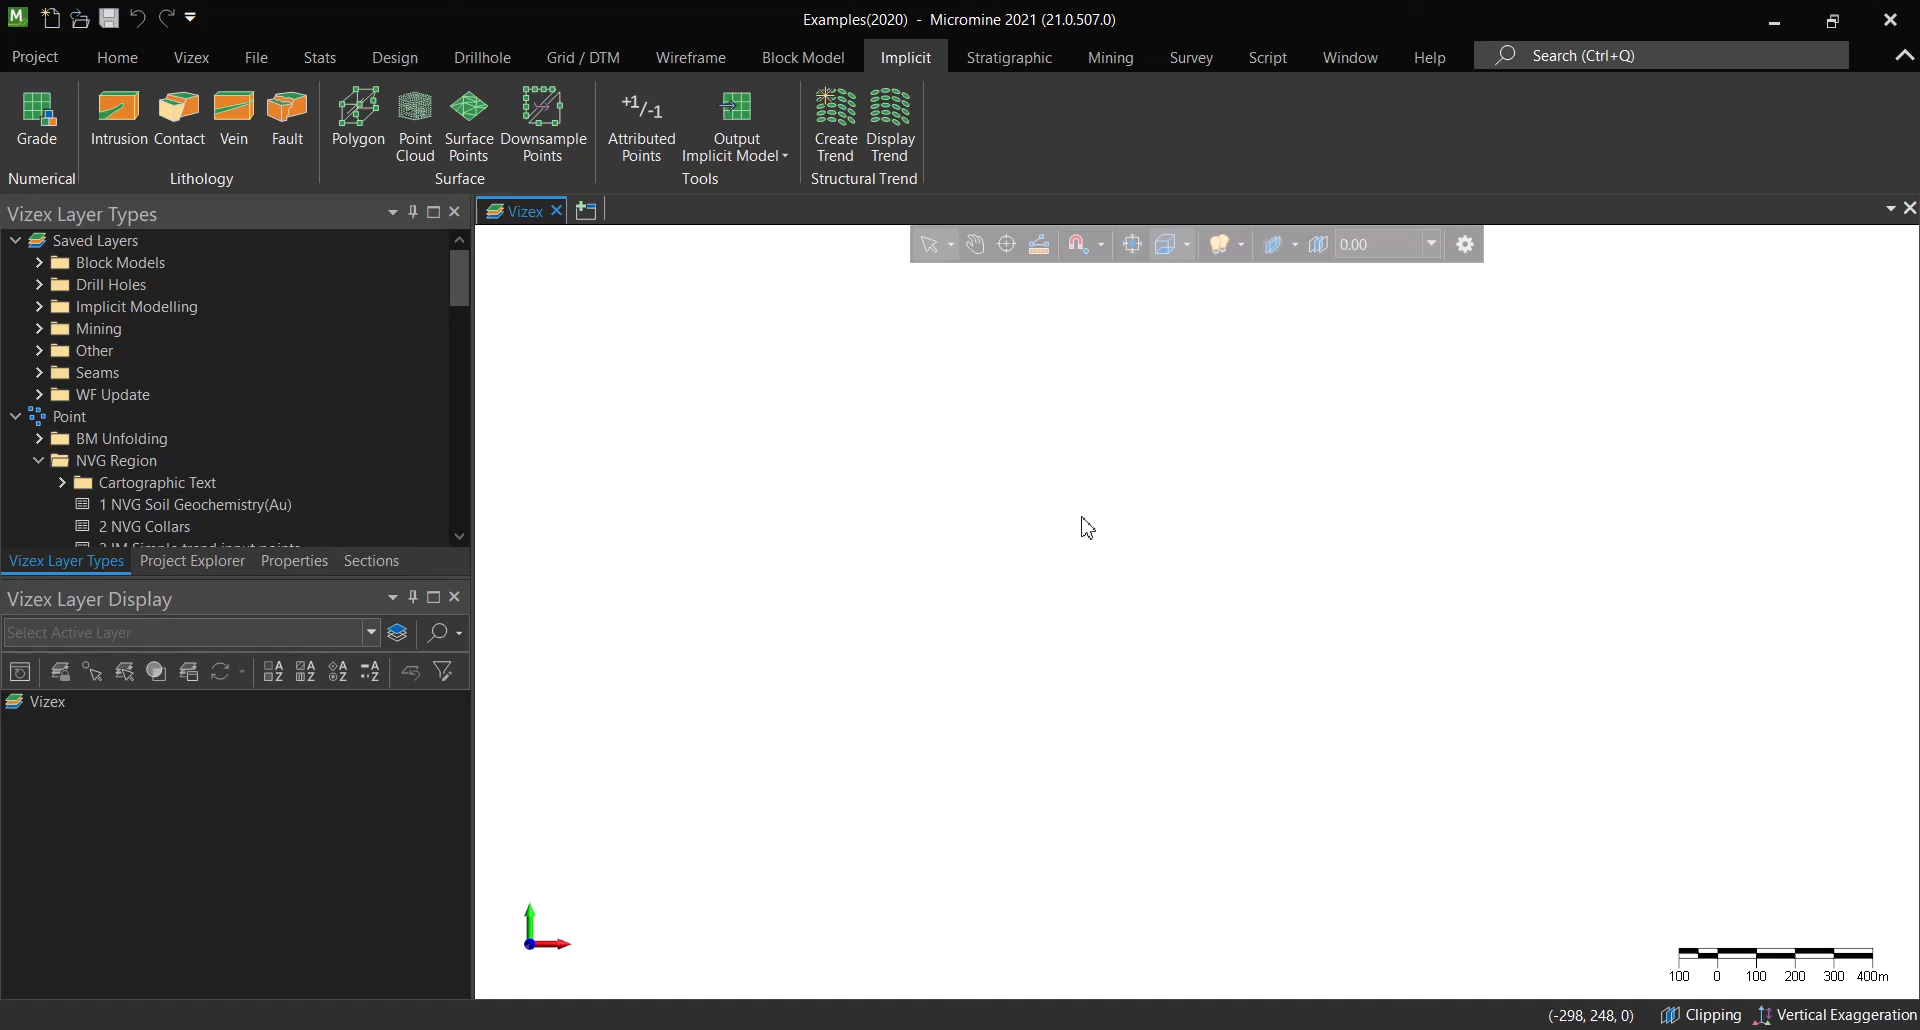 Examples(2020) - Micromine 2021 (21.0.507.0)
Project Home Vizex File Stats Design Drillhole Grid / DTM Wireframe Block Model Implicit Stratigraphic Mining Survey Script Window Help Search (Ctrl+Q)
Grade
Numerical
Intrusion Contact Vein Fault
Lithology
Polygon Point Cloud Surface Points Downsample Points
Surface
+1/-1
Attributed Points Output Implicit Model
Tools
Create Trend Display Trend
Structural Trend
Vizex Layer Types
Saved Layers
Block Models
Drill Holes
Implicit Modelling
Mining
Other
Seams
WF Update
Point
BM Unfolding
NVG Region
Cartographic Text
1 NVG Soil Geochemistry(Au)
2 NVG Collars
Vizex Layer Types Project Explorer Properties Sections
Vizex Layer Display
Select Active Layer
Vizex
Vizex
0.00
100 0 100 200 300 400m
(-298, 248, 0) Clipping Vertical Exaggeration